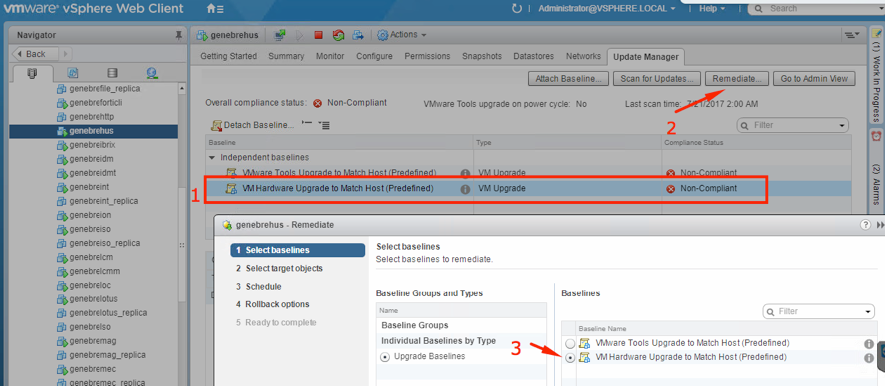 vmware® vSphere Web Client
Administrator@VSPHERE.LOCAL
Help
Search
Navigator
Back
genebrefile_replica
genebreforticli
genebrehttp
genebrehus
genebreibrix
genebreidm
genebreidmt
genebreint
genebreint_replica
genebreion
genebreiso
genebreiso_replica
genebrelcm
genebrelcmm
genebreloc
genebrelotus
genebrelotus_replica
genebrelso
genebremag
genebremag_replica
genebremec
genebremec_replica
genebrehus
Actions
Getting Started Summary Monitor Configure Permissions Snapshots Datastores Networks Update Manager
Attach Baseline... Scan for Updates... Remediate... Go to Admin View
Overall compliance status: Non-Compliant VMware Tools upgrade on power cycle: No Last scan time: 7/21/2017 2:00 AM
2
Detach Baseline...
Filter
Baseline Type Compliance Status
Independent baselines
VMware Tools Upgrade to Match Host (Predefined) VM Upgrade Non-Compliant
1
VM Hardware Upgrade to Match Host (Predefined) VM Upgrade Non-Compliant
(1) Work In Progress
(2) Alarms
genebrehus - Remediate
1 Select baselines
2 Select target objects
3 Schedule
4 Rollback options
5 Ready to complete
Select baselines
Select baselines to remediate.
Baseline Groups and Types
Name
Baseline Groups
Individual Baselines by Type
Upgrade Baselines
3
Baselines
Filter
Baseline Name
VMware Tools Upgrade to Match Host (Predefined)
VM Hardware Upgrade to Match Host (Predefined)